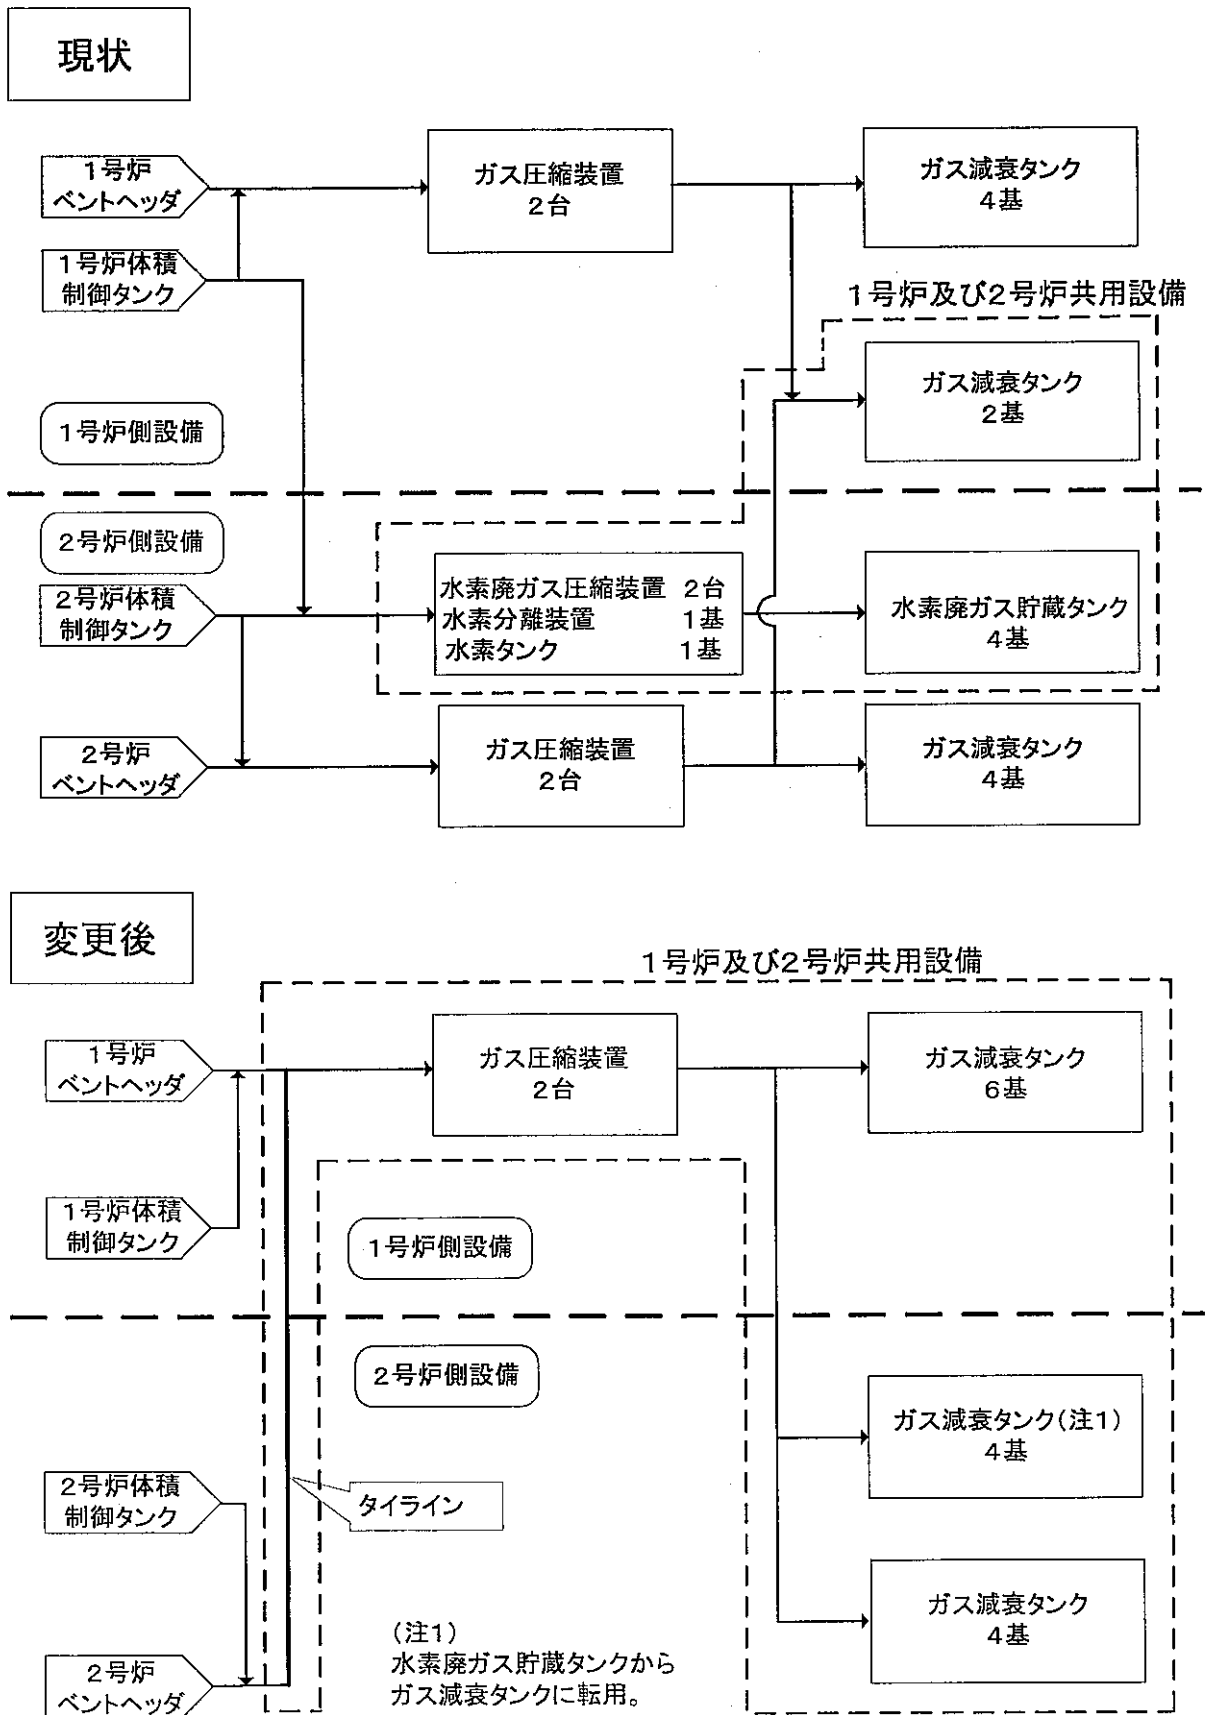 現状
1号炉
ベントヘッダ
ガス圧縮装置
2台
ガス減衰タンク
4基
1号炉体積
制御タンク
1号炉及び2号炉共用設備
ガス減衰タンク
2基
1号炉側設備
2号炉側設備
2号炉体積
制御タンク
水素廃ガス圧縮装置 2台
水素分離装置 1基
水素タンク 1基
水素廃ガス貯蔵タンク
4基
2号炉
ベントヘッダ
ガス圧縮装置
2台
ガス減衰タンク
4基
変更後
1号炉及び2号炉共用設備
1号炉
ベントヘッダ
ガス圧縮装置
2台
ガス減衰タンク
6基
1号炉体積
制御タンク
1号炉側設備
2号炉側設備
ガス減衰タンク(注1)
4基
2号炉体積
制御タンク
タイライン
ガス減衰タンク
4基
2号炉
ベントヘッダ
(注1)
水素廃ガス貯蔵タンクから
ガス減衰タンクに転用。